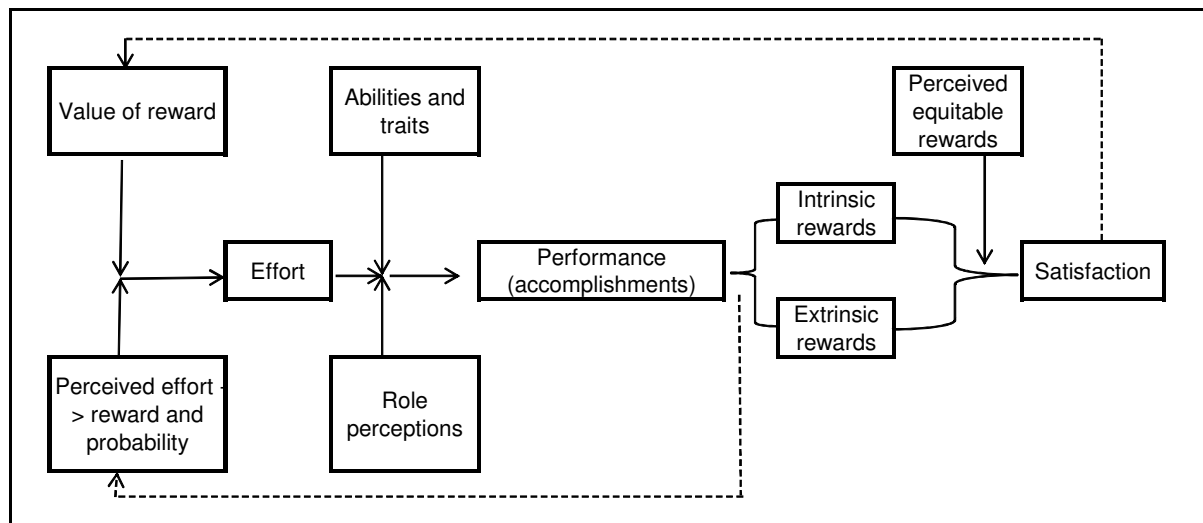 Value of reward
Abilities and
traits
Perceived
equitable
rewards
Intrinsic
rewards
Effort
Performance
(accomplishments)
Satisfaction
Extrinsic
rewards
Perceived effort -
> reward and
probability
Role
perceptions